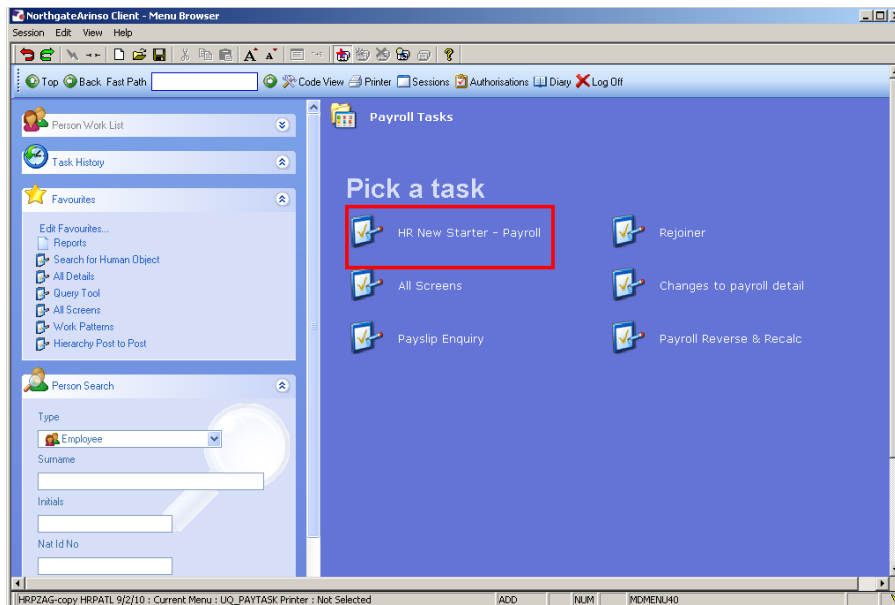 NorthgateArinso Client - Menu Browser
Session Edit View Help
Top Back Fast Path Code View Printer Sessions Authorisations Diary Log Off
Person Work List
Task History
Favourites
Edit Favourites...
Reports
Search for Human Object
All Details
Query Tool
All Screens
Work Patterns
Hierarchy Post to Post
Person Search
Type
Employee
Surname
Initials
Nat Id No
Payroll Tasks
Pick a task
HR New Starter - Payroll
Rejoiner
All Screens
Changes to payroll detail
Payslip Enquiry
Payroll Reverse & Recalc
HRPZAG-copy HRPATL 9/2/10 : Current Menu : UQ_PAYTASK Printer : Not Selected ADD NUM MDMENU40